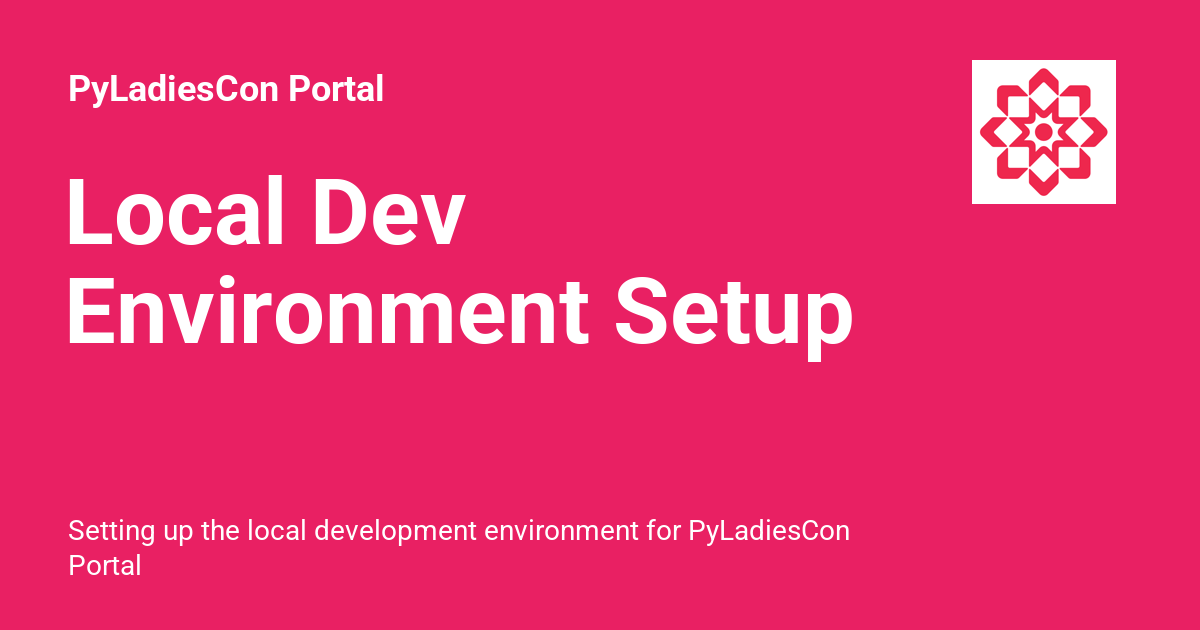 PyLadiesCon Portal
Local Dev
Environment Setup
Setting up the local development environment for PyLadiesCon
Portal